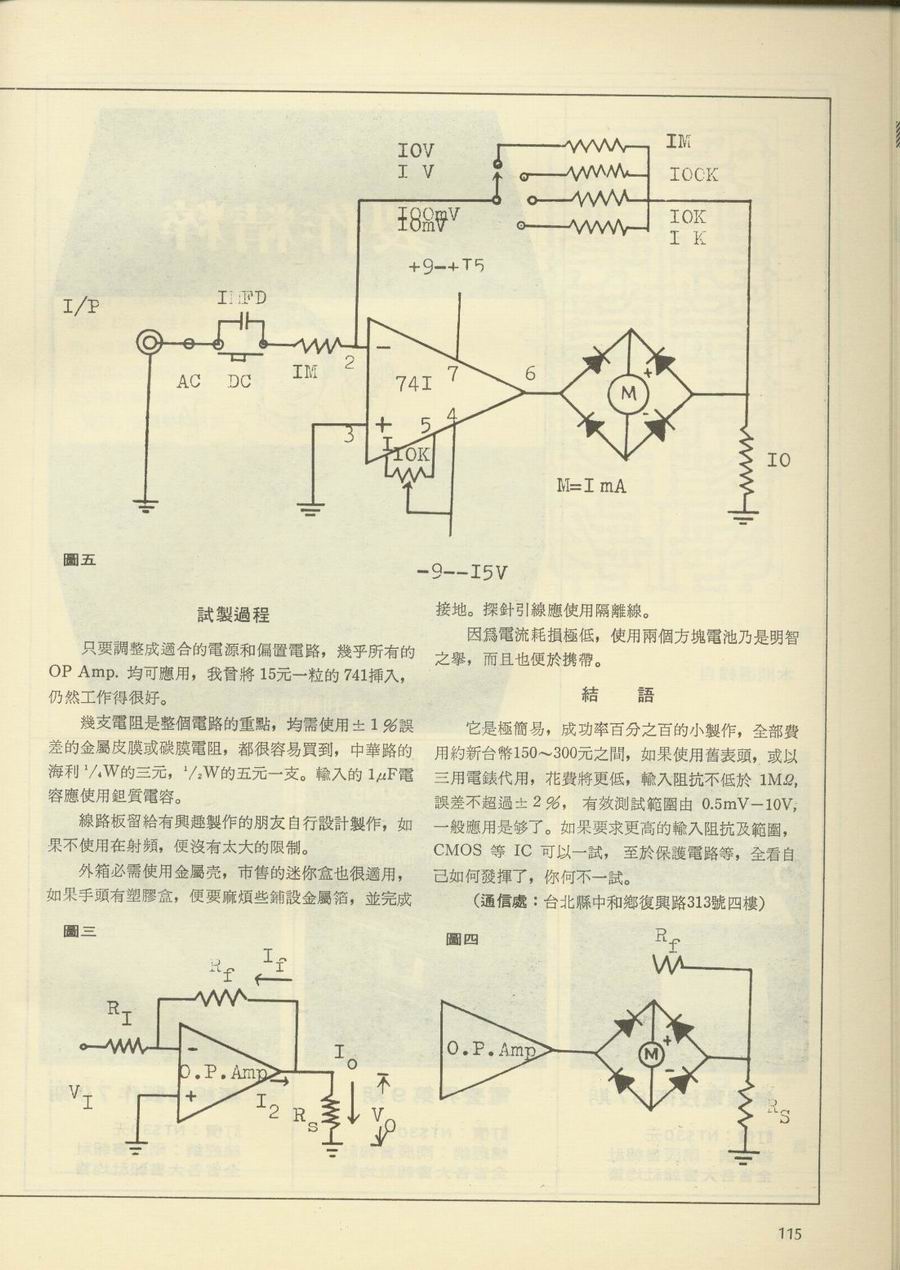 IOV
I V
IOOmV
IOmV
IM
IOOK
IOK
I K
+9-+I5
I/P
AC
DC
IM
2
3
74I
7
6
5
4
I
IOK
M
+
-
M=ImA
IO
-9--I5V
圖五
試製過程
只要調整成適合的電源和偏置電路，幾乎所有的
OP Amp. 均可應用，我曾將 15元一粒的 741插入，
仍然工作得很好。
幾支電阻是整個電路的重點，均需使用±1%誤
差的金屬皮膜或碳膜電阻，都很容易買到，中華路的
海利 1/4W的三元，1/2W的五元一支。輸入的 1μF電
容應使用鉭質電容。
線路板留給有興趣製作的朋友自行設計製作，如
果不使用在射頻，便沒有太大的限制。
外箱必需使用金屬壳，市售的迷你盒也很適用，
如果手頭有塑膠盒，便要麻煩些鋪設金屬箔，並完成
接地。探針引線應使用隔離線。
因爲電流耗損極低，使用兩個方塊電池乃是明智
之舉，而且也便於携帶。
結 語
它是極簡易，成功率百分之百的小製作，全部費
用約新台幣150～300元之間，如果使用舊表頭，或以
三用電錶代用，花費將更低，輸入阻抗不低於 1MΩ，
誤差不超過±2%， 有效測試範圍由 0.5mV－10V，
一般應用是够了。如果要求更高的輸入阻抗及範圍，
CMOS 等 IC 可以一試， 至於保護電路等，全看自
己如何發揮了，你何不一試。
（通信處：台北縣中和鄉復興路313號四樓）
圖三
Rf
If
RI
O.P.Amp
-
+
VI
I2
Rs
Io
VO
圖四
Rf
O.P.Amp
M
+
-
RS
115